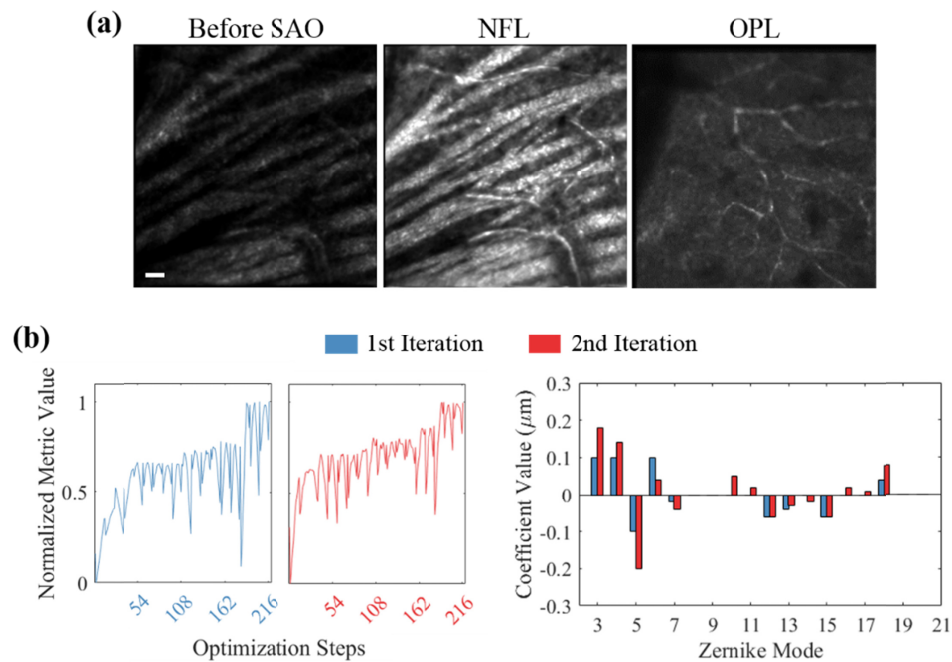 (a)
Before SAO NFL OPL
(b)
1st Iteration 2nd Iteration
Normalized Metric Value
1
0.5
0
54 108 162 216 54 108 162 216
Optimization Steps
Coefficient Value (μm)
0.3
0.2
0.1
0
-0.1
-0.2
-0.3
3 5 7 9 11 13 15 17 19 21
Zernike Mode